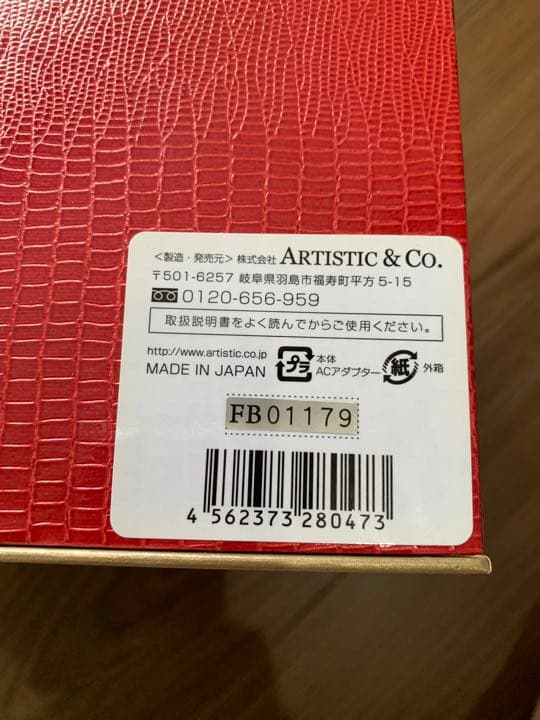 <製造・発売元> 株式会社 ARTISTIC & CO.
〒501-6257 岐阜県羽島市福寿町平方5-15
0120-656-959
取扱説明書をよく読んでからご使用ください。
http://www.artistic.co.jp
MADE IN JAPAN
プラ 本体 ACアダプター
紙 外箱
FB01179
4 562373 280473